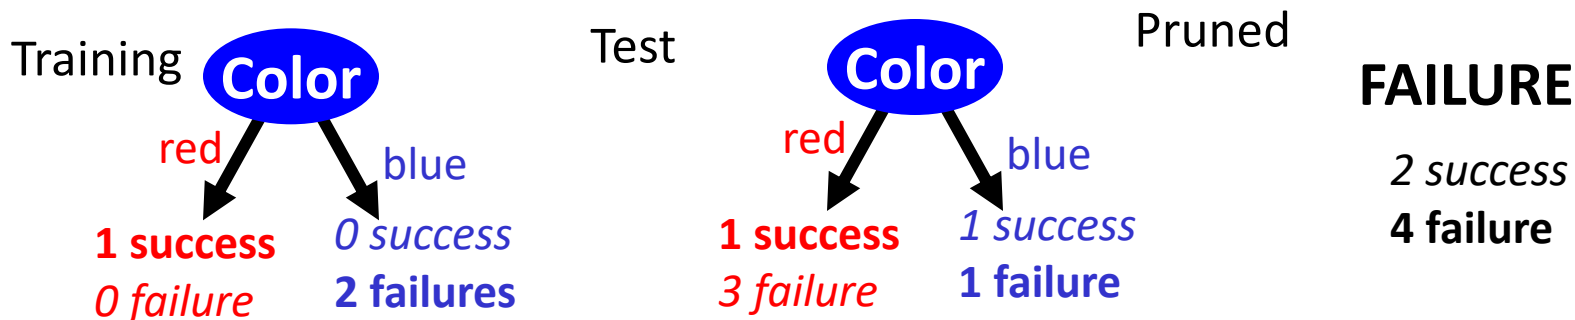 Training
Color
red
blue
1 success
0 failure
0 success
2 failures
Test
Color
red
blue
1 success
3 failure
1 success
1 failure
Pruned
FAILURE
2 success
4 failure